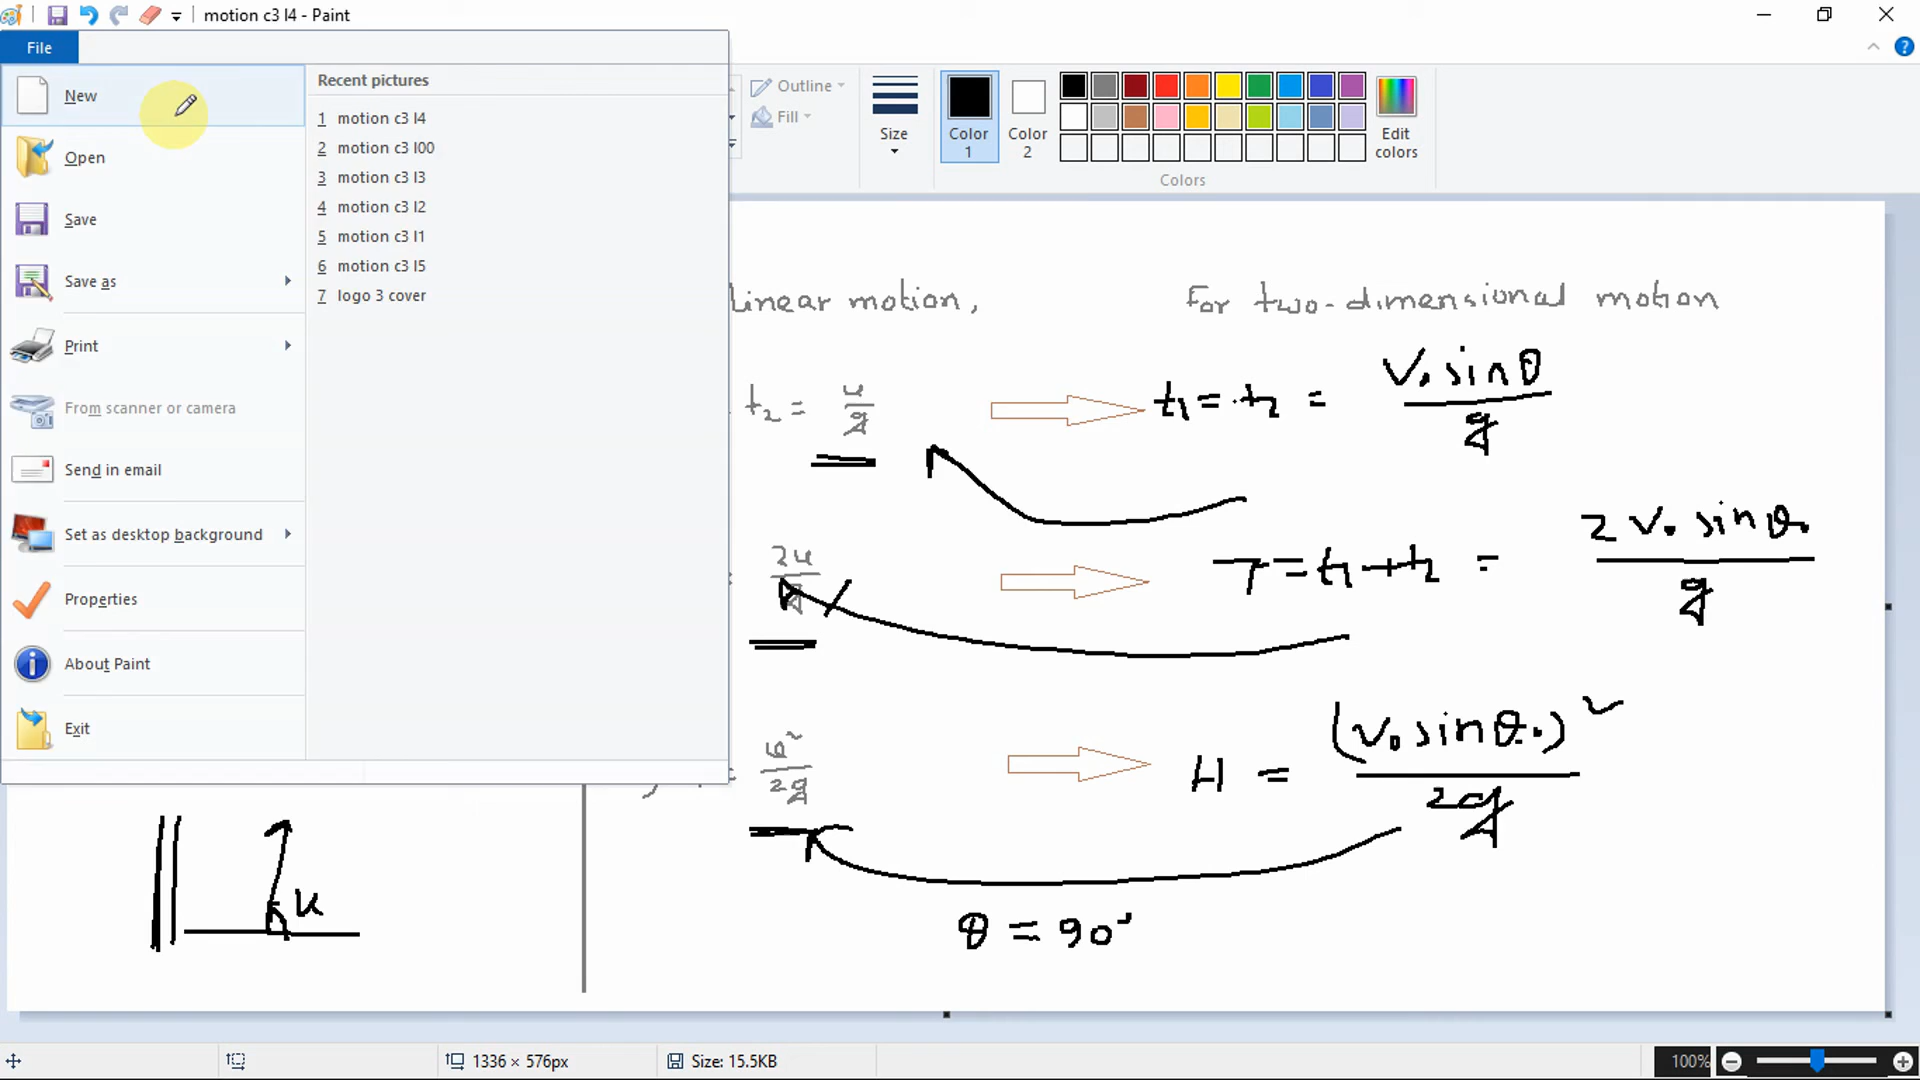 motion c3 l4 - Paint
File
New
Open
Save
Save as
Print
From scanner or camera
Send in email
Set as desktop background
Properties
About Paint
Exit
Recent pictures
1 motion c3 l4
2 motion c3 l00
3 motion c3 l3
4 motion c3 l2
5 motion c3 l1
6 motion c3 l5
7 logo 3 cover
Outline
Fill
Size
Color 1
Color 2
Edit colors
Colors
linear motion,
For two-dimensional motion
t₂ = u/g
t₁ = t₂ = v₀ sinθ/g
= 2u/g
T = t₁ + t₂ = 2 v₀ sinθ₀/g
= u²/2g
H = (v₀ sinθ₀)²/2g
u
θ = 90°
1336 × 576px
Size: 15.5KB
100%